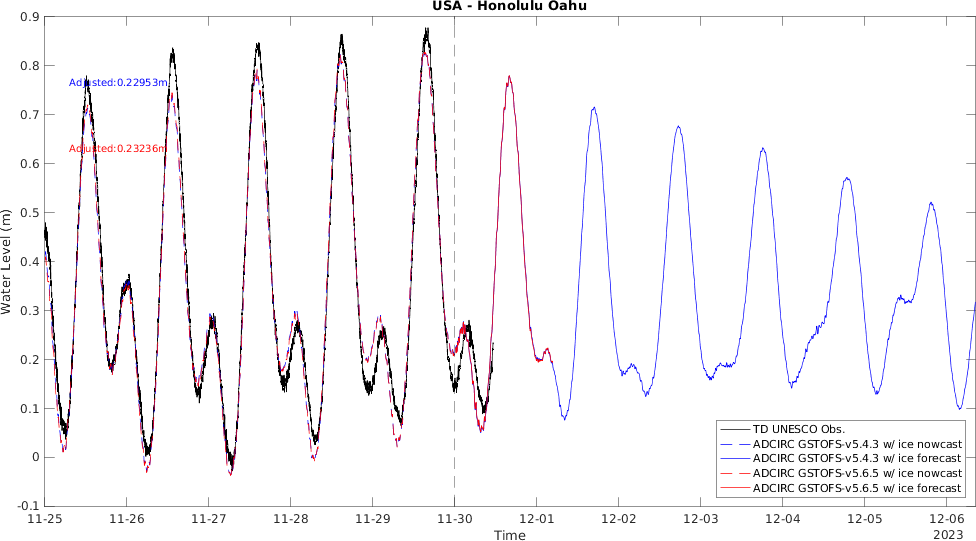 USA - Honolulu Oahu
0.9
0.8
0.7
0.6
0.5
0.4
0.3
0.2
0.1
0
-0.1
Water Level (m)
Adjusted:0.22953m
Adjusted:0.23236m
TD UNESCO Obs.
ADCIRC GSTOFS-v5.4.3 w/ ice nowcast
ADCIRC GSTOFS-v5.4.3 w/ ice forecast
ADCIRC GSTOFS-v5.6.5 w/ ice nowcast
ADCIRC GSTOFS-v5.6.5 w/ ice forecast
11-25 11-26 11-27 11-28 11-29 11-30 12-01 12-02 12-03 12-04 12-05 12-06
Time 2023